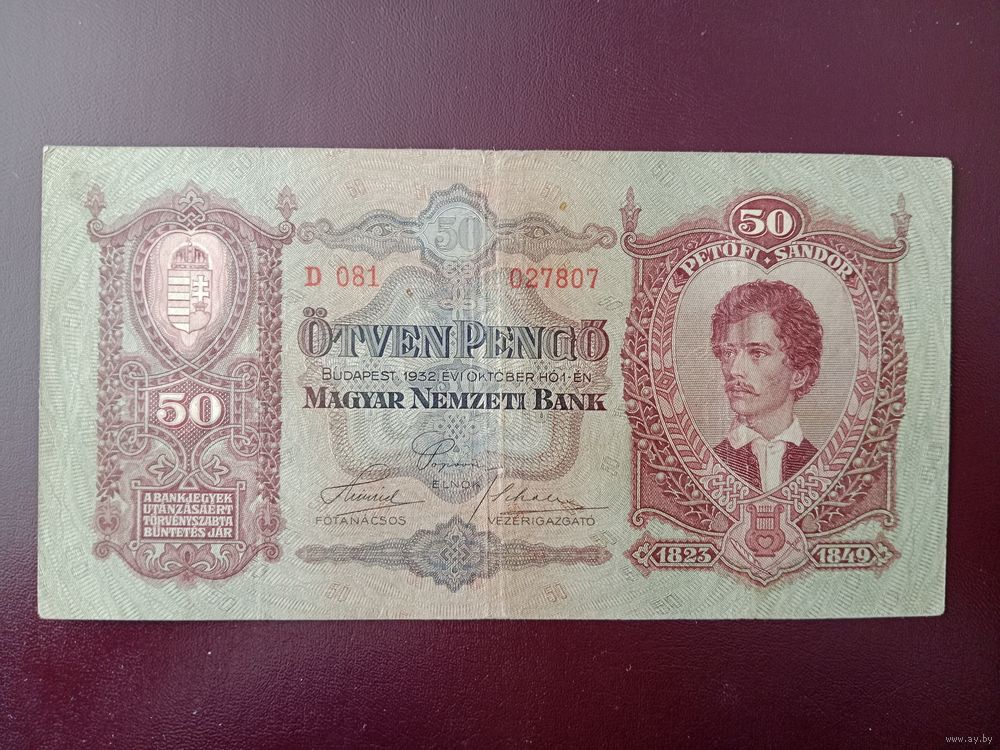 50
50
PETŐFI SÁNDOR
D 081 027807
ÖTVEN PENGŐ
BUDAPEST, 1932. ÉVI OKTÓBER HÓ 1-ÉN
MAGYAR NEMZETI BANK
50
ELNÖK
FŐTANÁCSOS VEZÉRIGAZGATÓ
A BANKJEGYEK
UTÁNZÁSÁÉRT
TÖRVÉNYSZABTA
BÜNTETÉS JÁR
1823 1849
www.ay.by